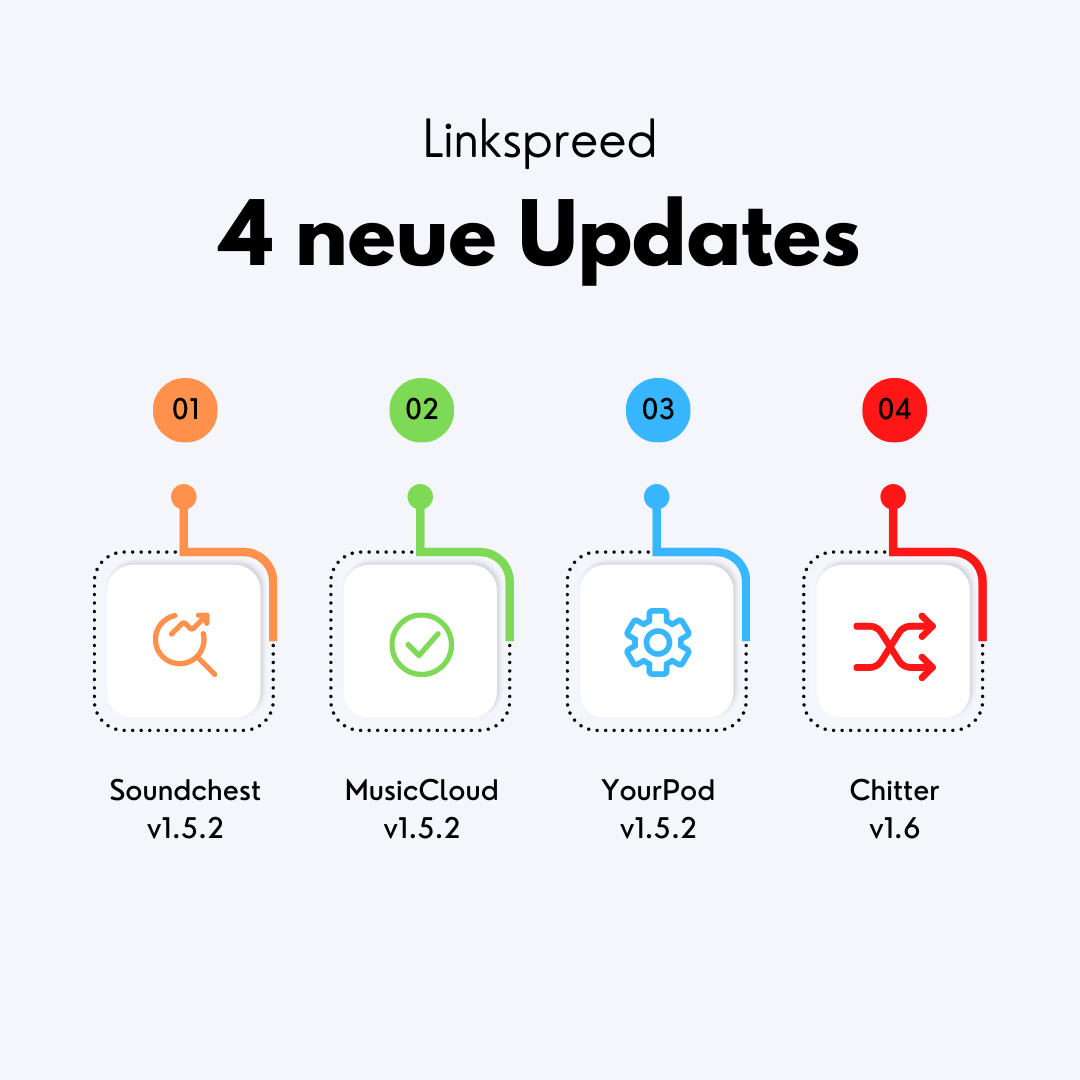 Linkspreed
4 neue Updates
01
02
03
04
Soundchest
v1.5.2
MusicCloud
v1.5.2
YourPod
v1.5.2
Chitter
v1.6